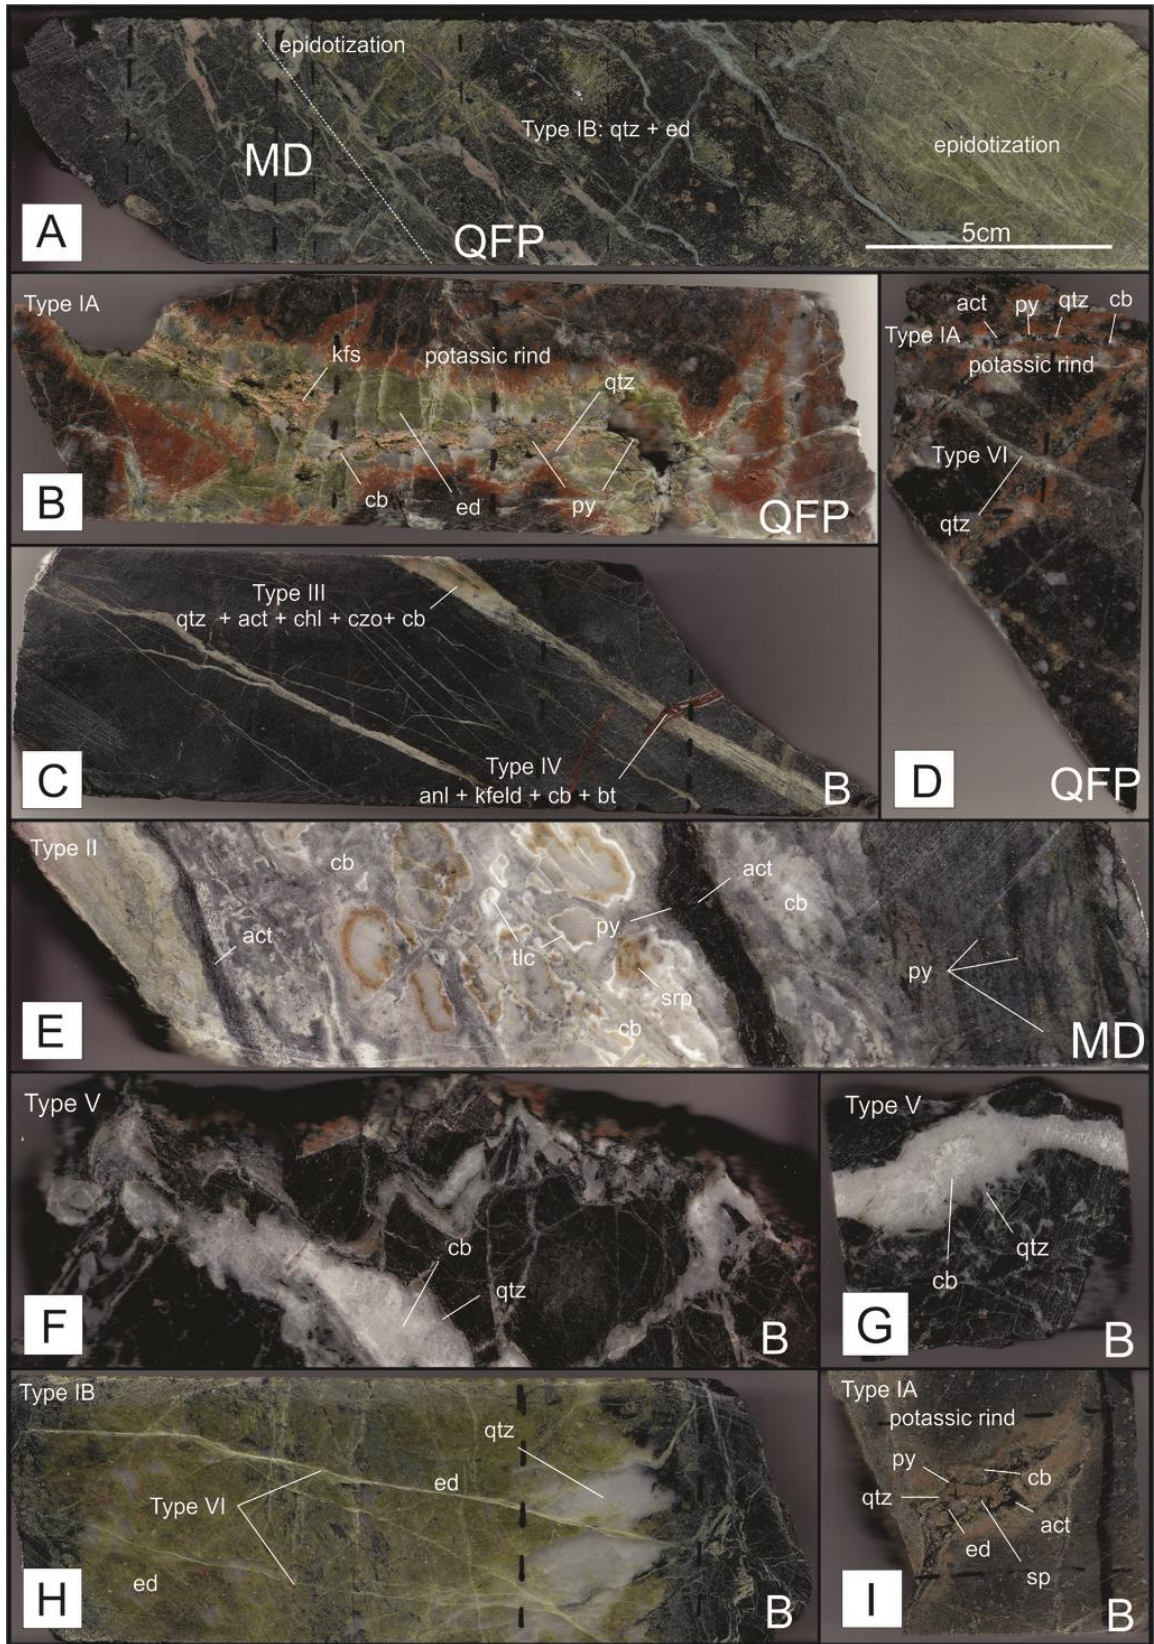 epidotization
MD
Type IB: qtz + ed
epidotization
A
QFP
5cm
Type IA
kfs
potassic rind
qtz
B
cb
ed
py
QFP
act
py
qtz
cb
Type IA
potassic rind
Type VI
qtz
D
QFP
Type III
qtz + act + chl + czo+ cb
C
Type IV
anl + kfeld + cb + bt
B
Type II
cb
act
cb
py
act
tlc
py
srp
cb
E
MD
Type V
cb
qtz
F
B
Type V
qtz
cb
G
B
Type IB
qtz
ed
Type VI
ed
H
B
Type IA
potassic rind
py
cb
qtz
act
ed
sp
I
B